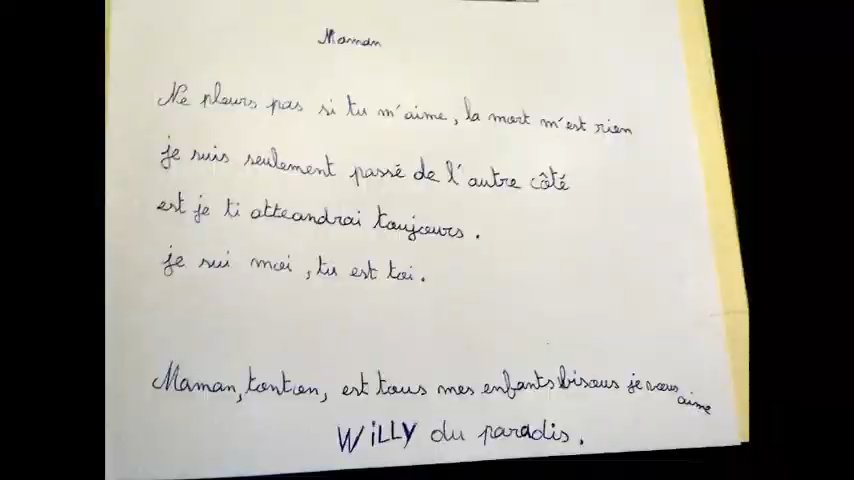 Maman
Ne pleurs pas si tu m'aime, la mort m'est rien
je suis seulement passé de l'autre côté
est je ti atteandrai toujours.
je sui moi, tu est toi.
Maman, tonton, est tous mes enfants bisous je vous aime
WiLLY du paradis.